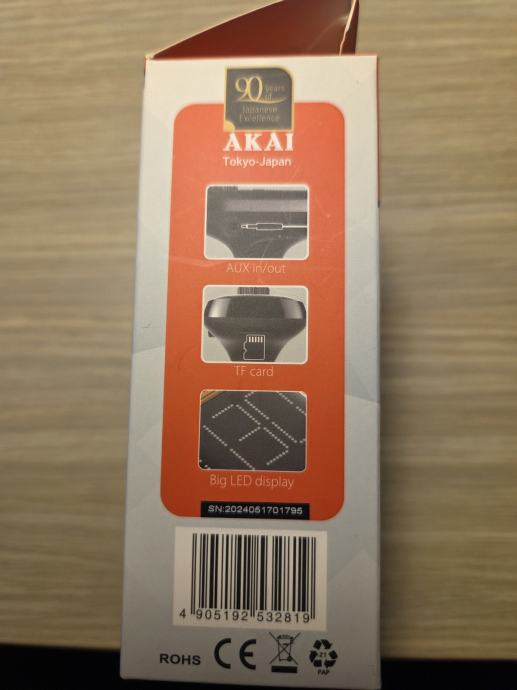 90 years
of
Japanese
Excellence
AKAI
Tokyo-Japan
AUX in/out
TF card
Big LED display
SN:2024051701795
4 905192 532819
ROHS CE 21
PAP